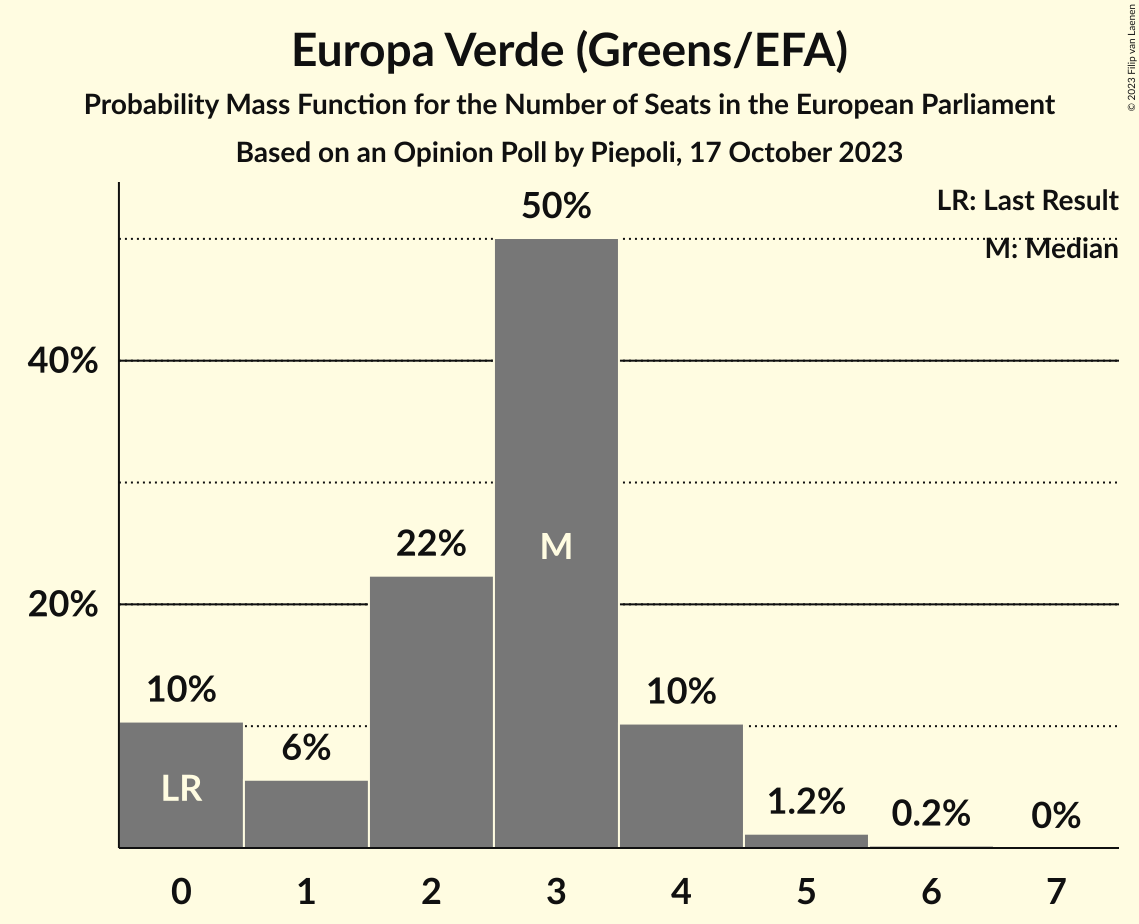 Europa Verde (Greens/EFA)
Probability Mass Function for the Number of Seats in the European Parliament
Based on an Opinion Poll by Piepoli, 17 October 2023
© 2023 Filip van Laenen
LR: Last Result
M: Median
50%
40%
22%
M
20%
10%
10%
6%
LR
1.2%
0.2%
0%
0 1 2 3 4 5 6 7